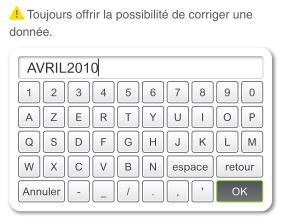 ⚠ Toujours offrir la possibilité de corriger une
donnée.
AVRIL2010
1 2 3 4 5 6 7 8 9 0
A Z E R T Y U I O P
Q S D F G H J K L M
W X C V B N espace retour
Annuler - _ / . , ' OK